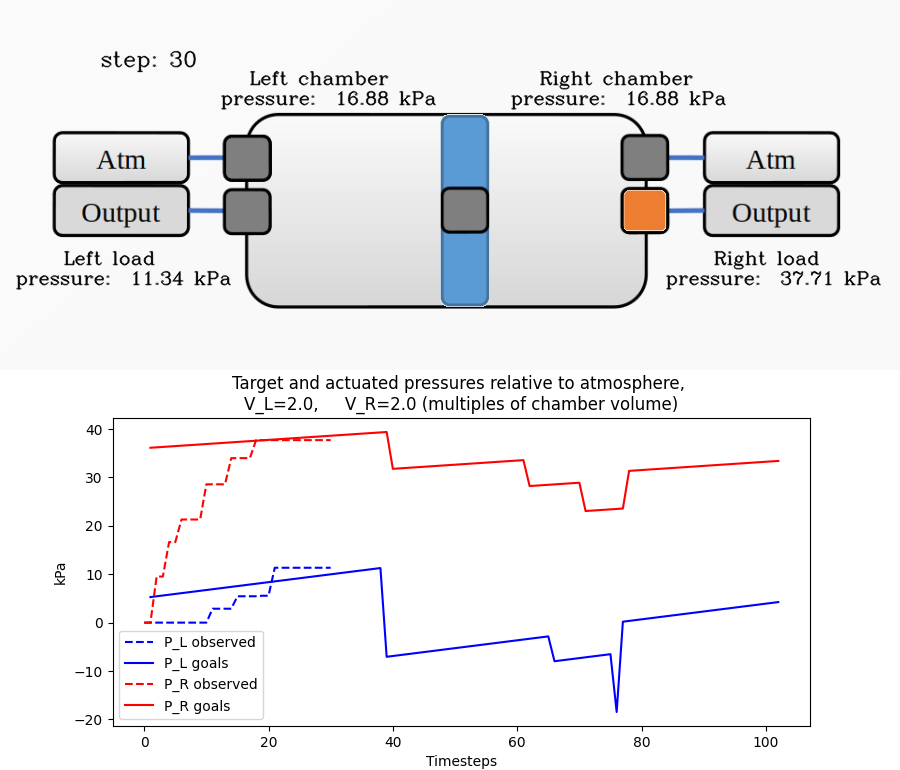 step: 30
Left chamber
pressure: 16.88 kPa
Right chamber
pressure: 16.88 kPa
Atm
Output
Atm
Output
Left load
pressure: 11.34 kPa
Right load
pressure: 37.71 kPa
Target and actuated pressures relative to atmosphere,
V_L=2.0, V_R=2.0 (multiples of chamber volume)
40
30
20
10
0
−10
−20
kPa
P_L observed
P_L goals
P_R observed
P_R goals
0 20 40 60 80 100
Timesteps